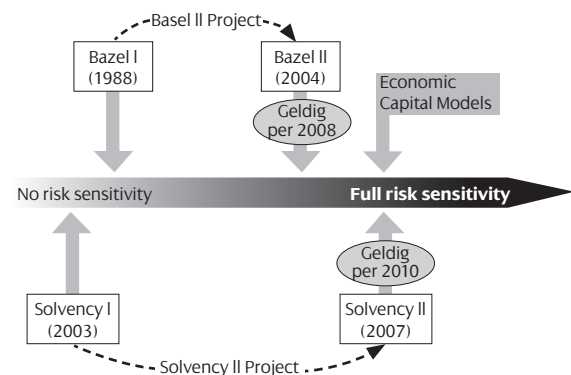 Basel II Project
Bazel I
(1988)
Bazel II
(2004)
Economic
Capital Models
Geldig
per 2008
No risk sensitivity
Full risk sensitivity
Geldig
per 2010
Solvency I
(2003)
Solvency II
(2007)
Solvency II Project